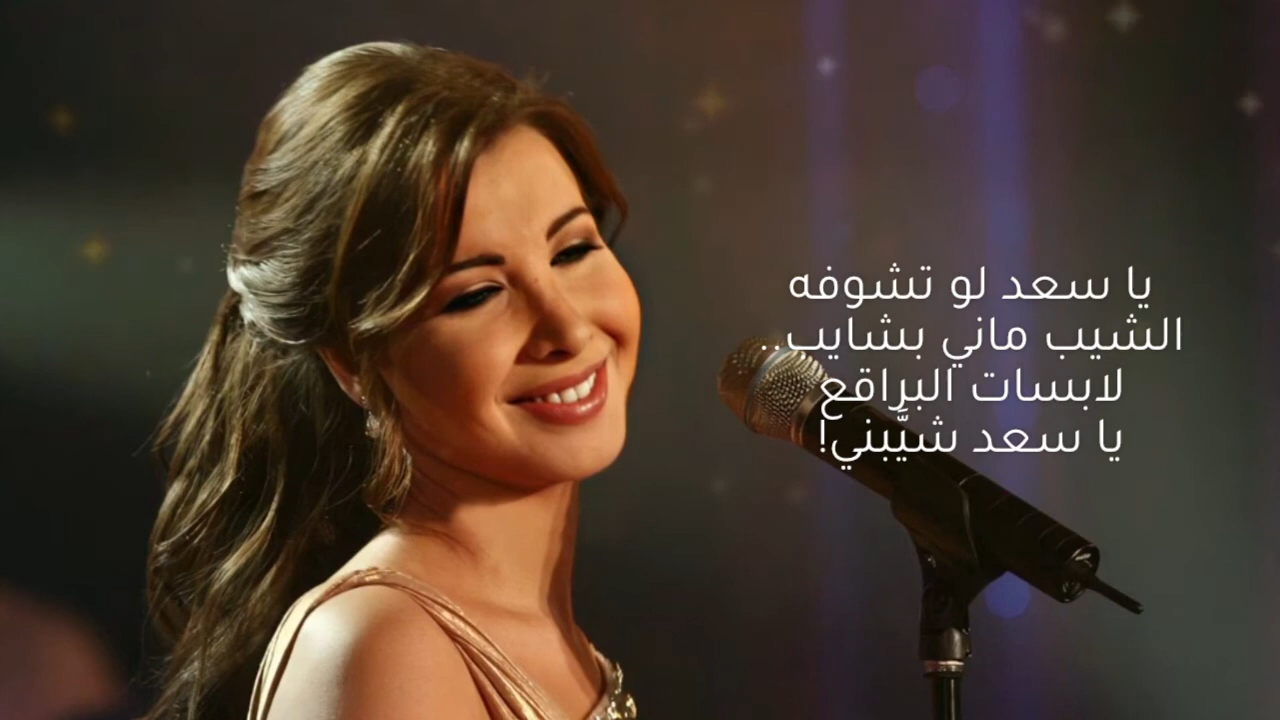 يا سعد لو تشوفه
الشيب ماني بشايب..
لابسات البراقع
يا سعد شيَّبني!